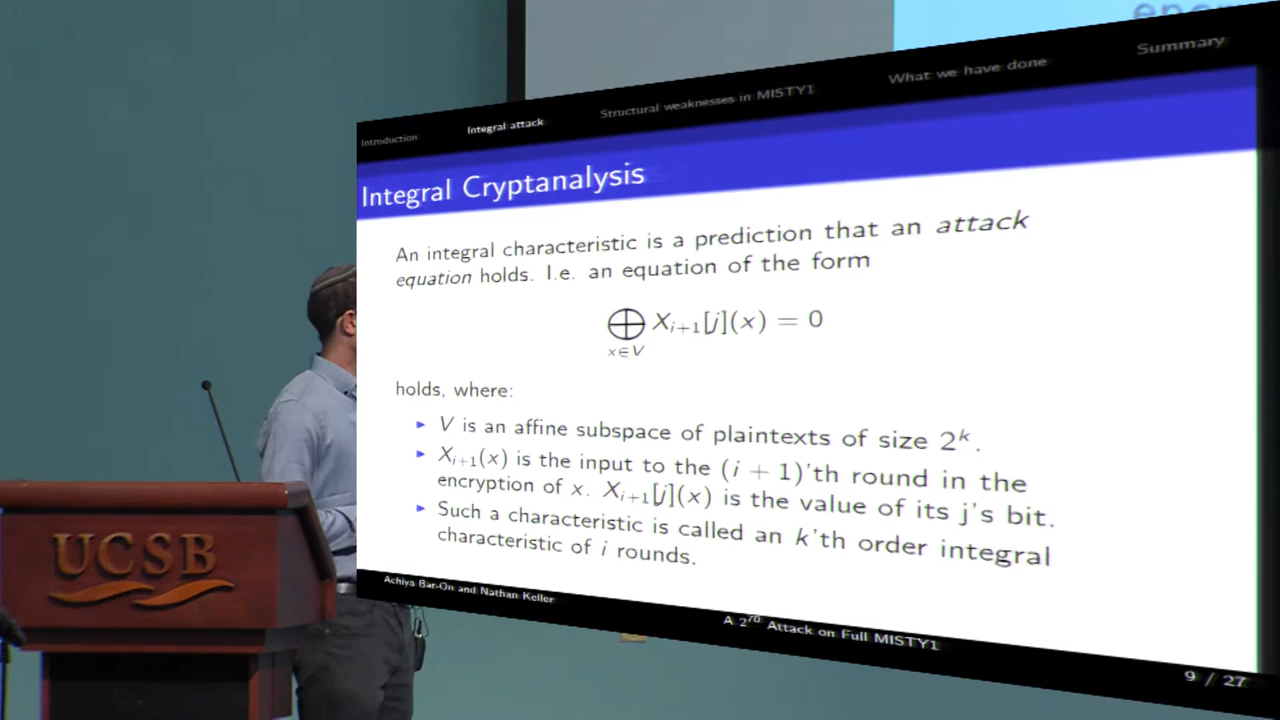 Introduction
Integral attack
Structural weaknesses in MISTY1
What we have done
Summary
Integral Cryptanalysis
An integral characteristic is a prediction that an attack
equation holds. I.e. an equation of the form
⊕ X_{i+1}[j](x) = 0
x∈V
holds, where:
▶ V is an affine subspace of plaintexts of size 2^k.
▶ X_{i+1}(x) is the input to the (i + 1)'th round in the
encryption of x. X_{i+1}[j](x) is the value of its j's bit.
▶ Such a characteristic is called an k'th order integral
characteristic of i rounds.
Achiya Bar-On and Nathan Keller
A 2^70 Attack on Full MISTY1
9 / 27
UCSB